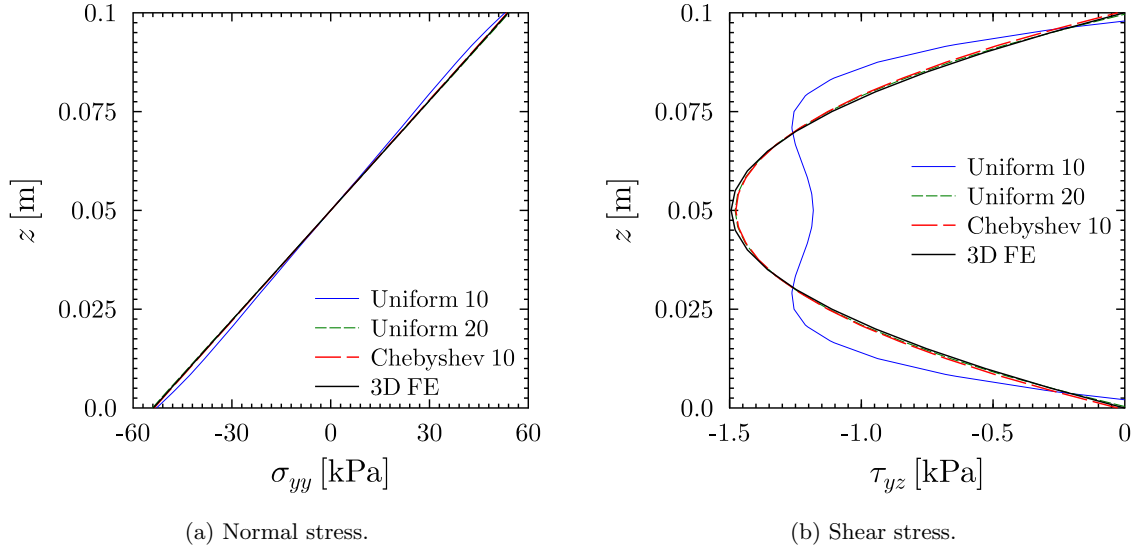 0.1
0.075
0.05
0.025
0.0
z [m]
-60 -30 0 30 60
σyy [kPa]
Uniform 10
Uniform 20
Chebyshev 10
3D FE
(a) Normal stress.
0.1
0.075
0.05
0.025
0.0
z [m]
-1.5 -1.0 -0.5 0
τyz [kPa]
Uniform 10
Uniform 20
Chebyshev 10
3D FE
(b) Shear stress.